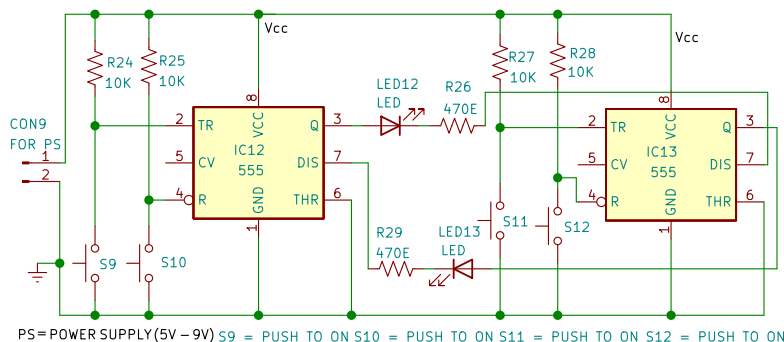 Vcc
Vcc
R24
10K
R25
10K
R27
10K
R28
10K
LED12
LED
R26
470E
CON9
FOR PS
1
2
8
VCC
2
TR
Q
3
5
CV
IC12
555
DIS
7
4
R
GND
THR
6
1
8
VCC
2
TR
Q
3
5
CV
IC13
555
DIS
7
4
R
GND
THR
6
1
S11
S12
LED13
LED
R29
470E
S9
S10
PS=POWER SUPPLY(5V–9V) S9 = PUSH TO ON S10 = PUSH TO ON S11 = PUSH TO ON S12 = PUSH TO ON